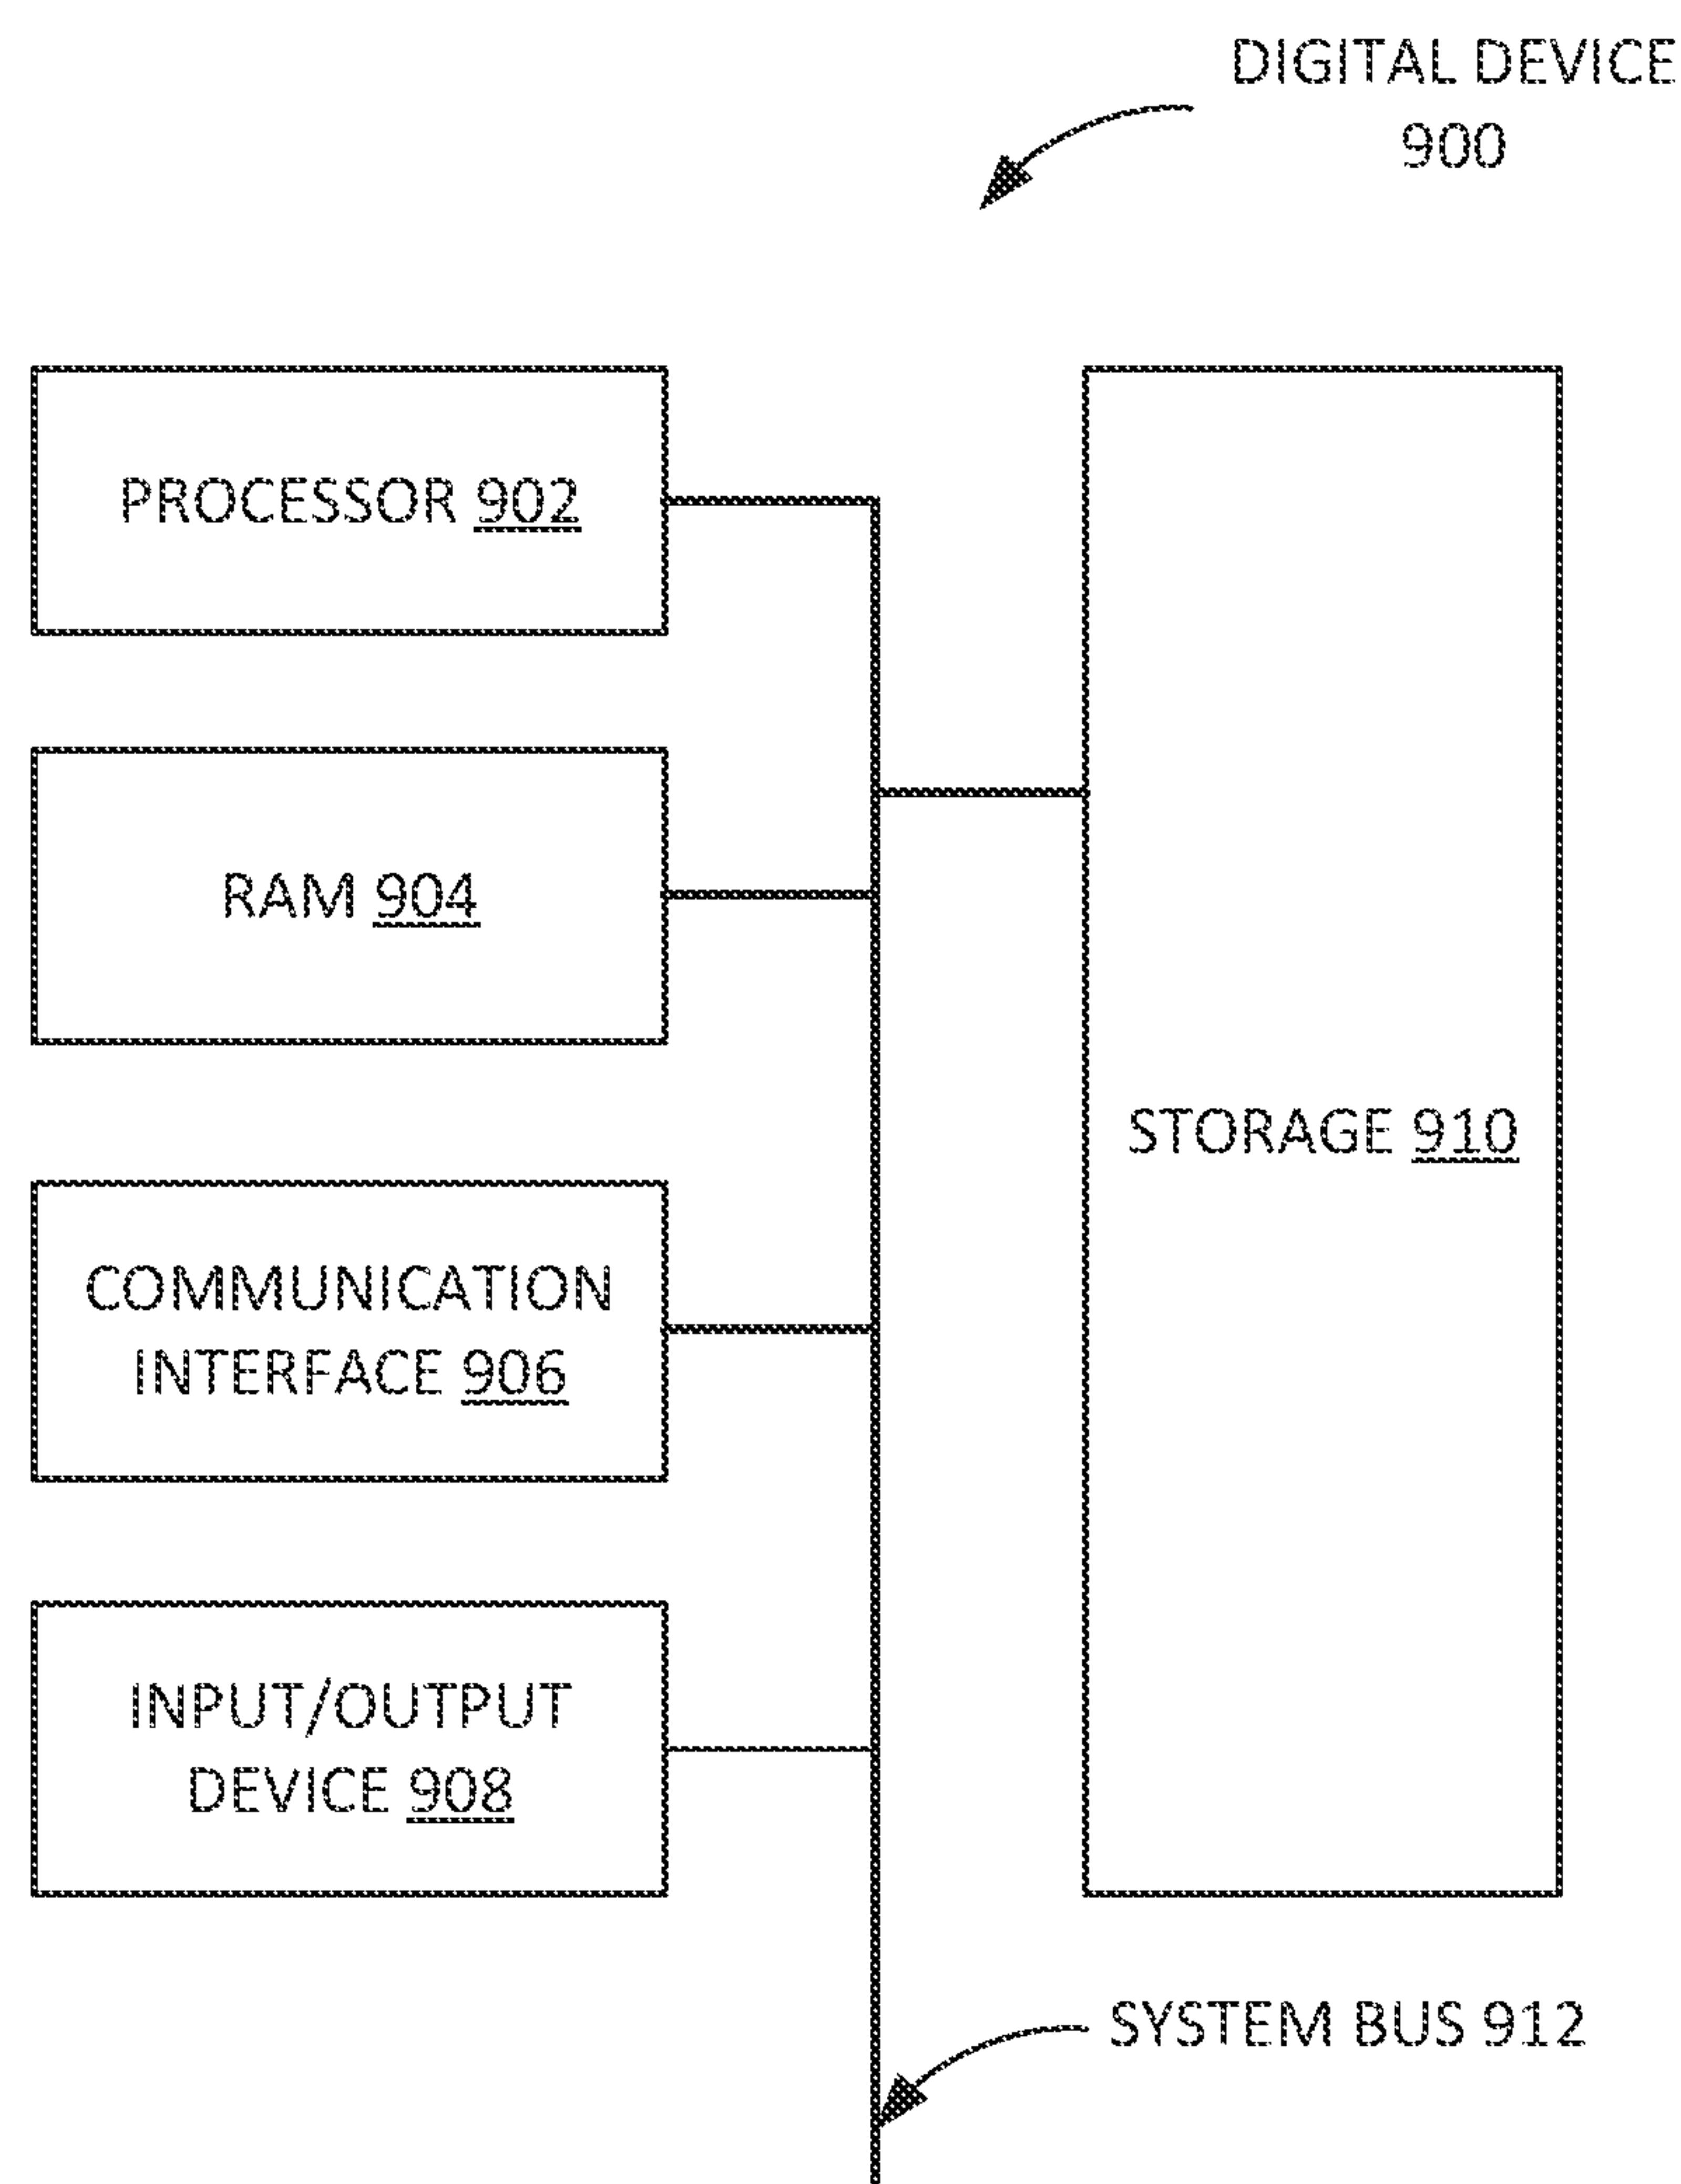 DIGITAL DEVICE
900
PROCESSOR 902
RAM 904
STORAGE 910
COMMUNICATION
INTERFACE 906
INPUT/OUTPUT
DEVICE 908
SYSTEM BUS 912